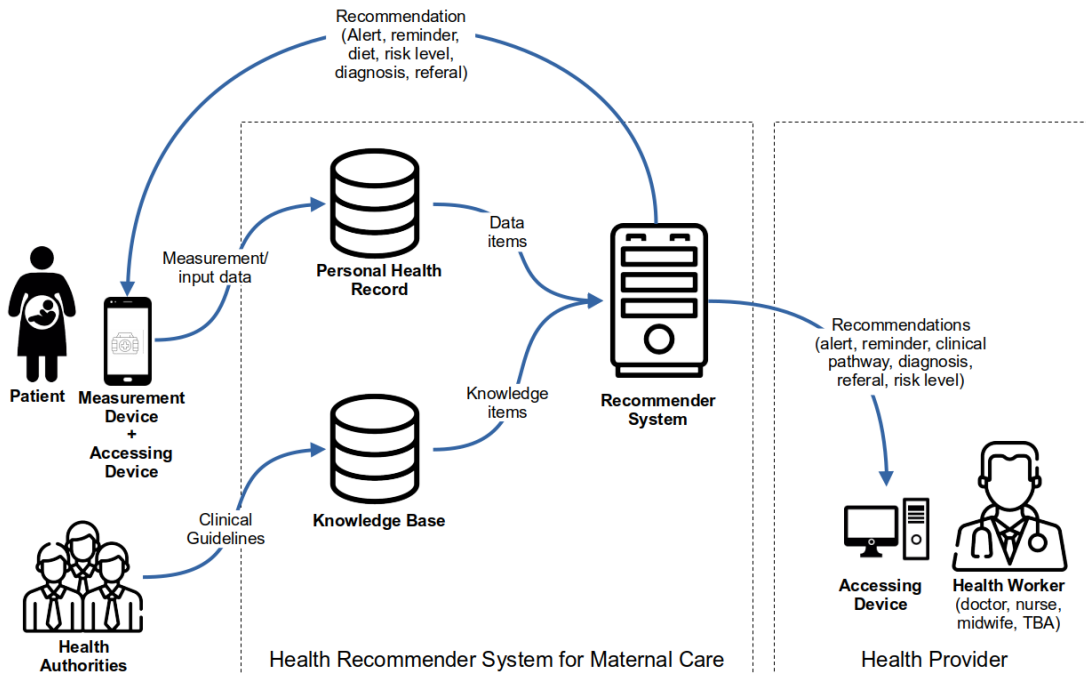 Recommendation
(Alert, reminder,
diet, risk level,
diagnosis, referal)
Measurement/
input data
Personal Health
Record
Data
items
Patient
Measurement
Device
+
Accessing
Device
Knowledge
items
Recommender
System
Recommendations
(alert, reminder, clinical
pathway, diagnosis,
referal, risk level)
Clinical
Guidelines
Knowledge Base
Health
Authorities
Accessing
Device
Health Worker
(doctor, nurse,
midwife, TBA)
Health Recommender System for Maternal Care
Health Provider